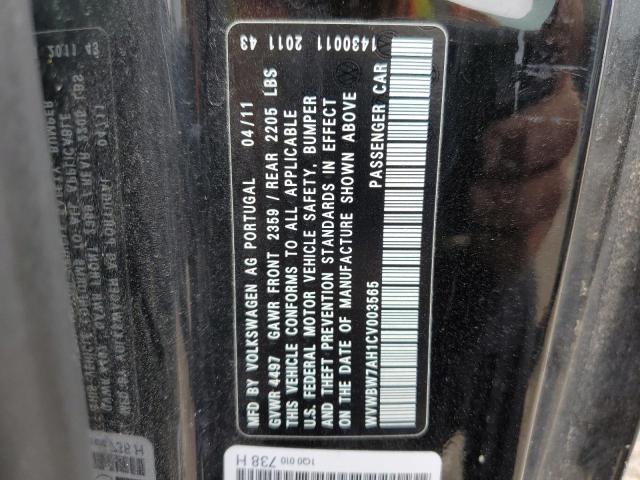 MFD BY VOLKSWAGEN AG PORTUGAL 04/11 2011 43 1430011
GVWR 4497 GAWR FRONT 2359 / REAR 2205 LBS
THIS VEHICLE CONFORMS TO ALL APPLICABLE
U.S. FEDERAL MOTOR VEHICLE SAFETY, BUMPER
AND THEFT PREVENTION STANDARDS IN EFFECT
ON THE DATE OF MANUFACTURE SHOWN ABOVE
PASSENGER CAR
WVWBW7AH1CV003565
1Q0 010 738 H